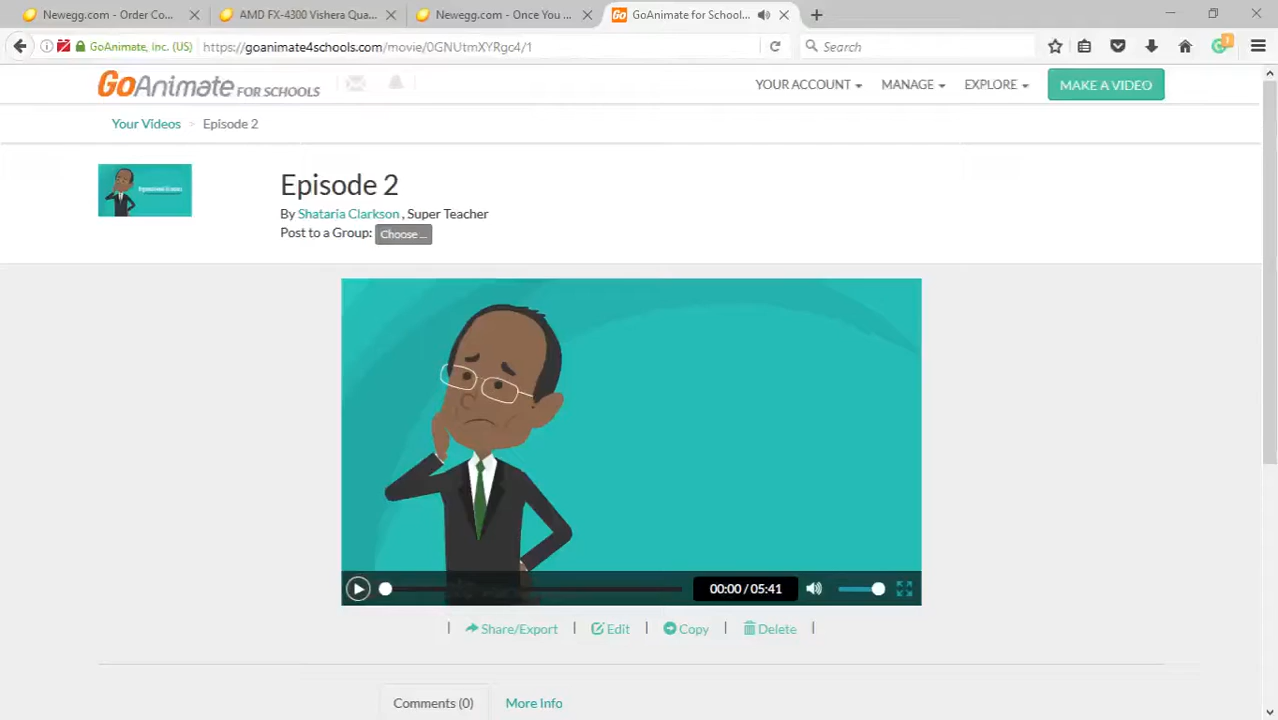 Newegg.com - Order Co...
AMD FX-4300 Vishera Qua...
Newegg.com - Once You ...
Go GoAnimate for School...
GoAnimate, Inc. (US)
https://goanimate4schools.com/movie/0GNUtmXYRgc4/1
Search
1
GoAnimate FOR SCHOOLS
YOUR ACCOUNT
MANAGE
EXPLORE
MAKE A VIDEO
Your Videos > Episode 2
Episode 2
By Shataria Clarkson , Super Teacher
Post to a Group: Choose ...
00:00 / 05:41
| Share/Export | Edit | Copy | Delete |
Comments (0)
More Info